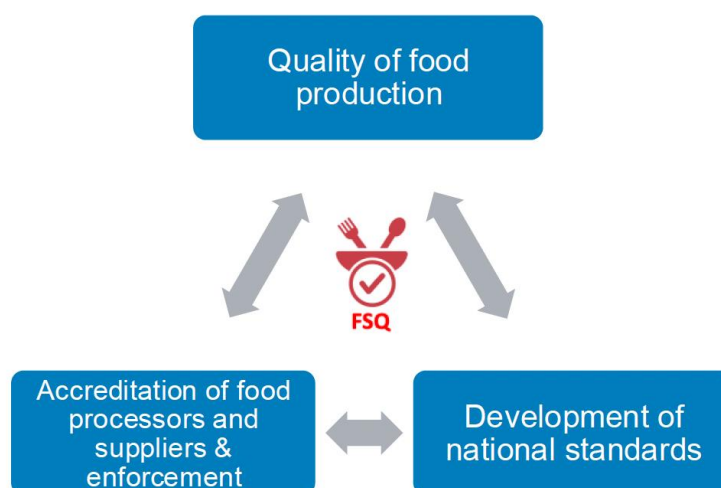 Quality of food
production
FSQ
Accreditation of food
processors and
suppliers &
enforcement
Development of
national standards